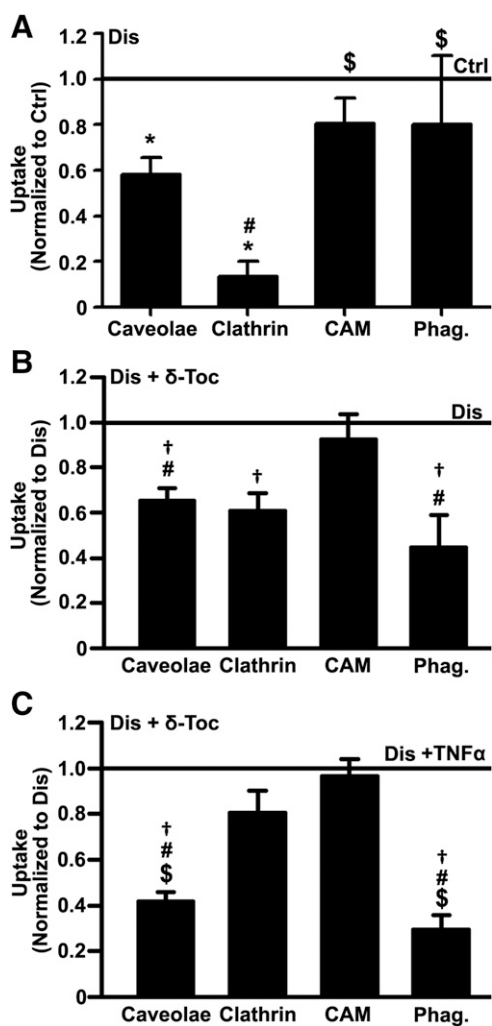 A
Dis
Ctrl
Uptake
(Normalized to Ctrl)
1.2
1.0
0.8
0.6
0.4
0.2
0
*
#
*
$
$
Caveolae Clathrin CAM Phag.
B
Dis + δ-Toc
Dis
Uptake
(Normalized to Dis)
1.2
1.0
0.8
0.6
0.4
0.2
0
†
#
†
†
#
Caveolae Clathrin CAM Phag.
C
Dis + δ-Toc
Dis +TNFα
Uptake
(Normalized to Dis)
1.2
1.0
0.8
0.6
0.4
0.2
0
†
#
$
†
#
$
Caveolae Clathrin CAM Phag.